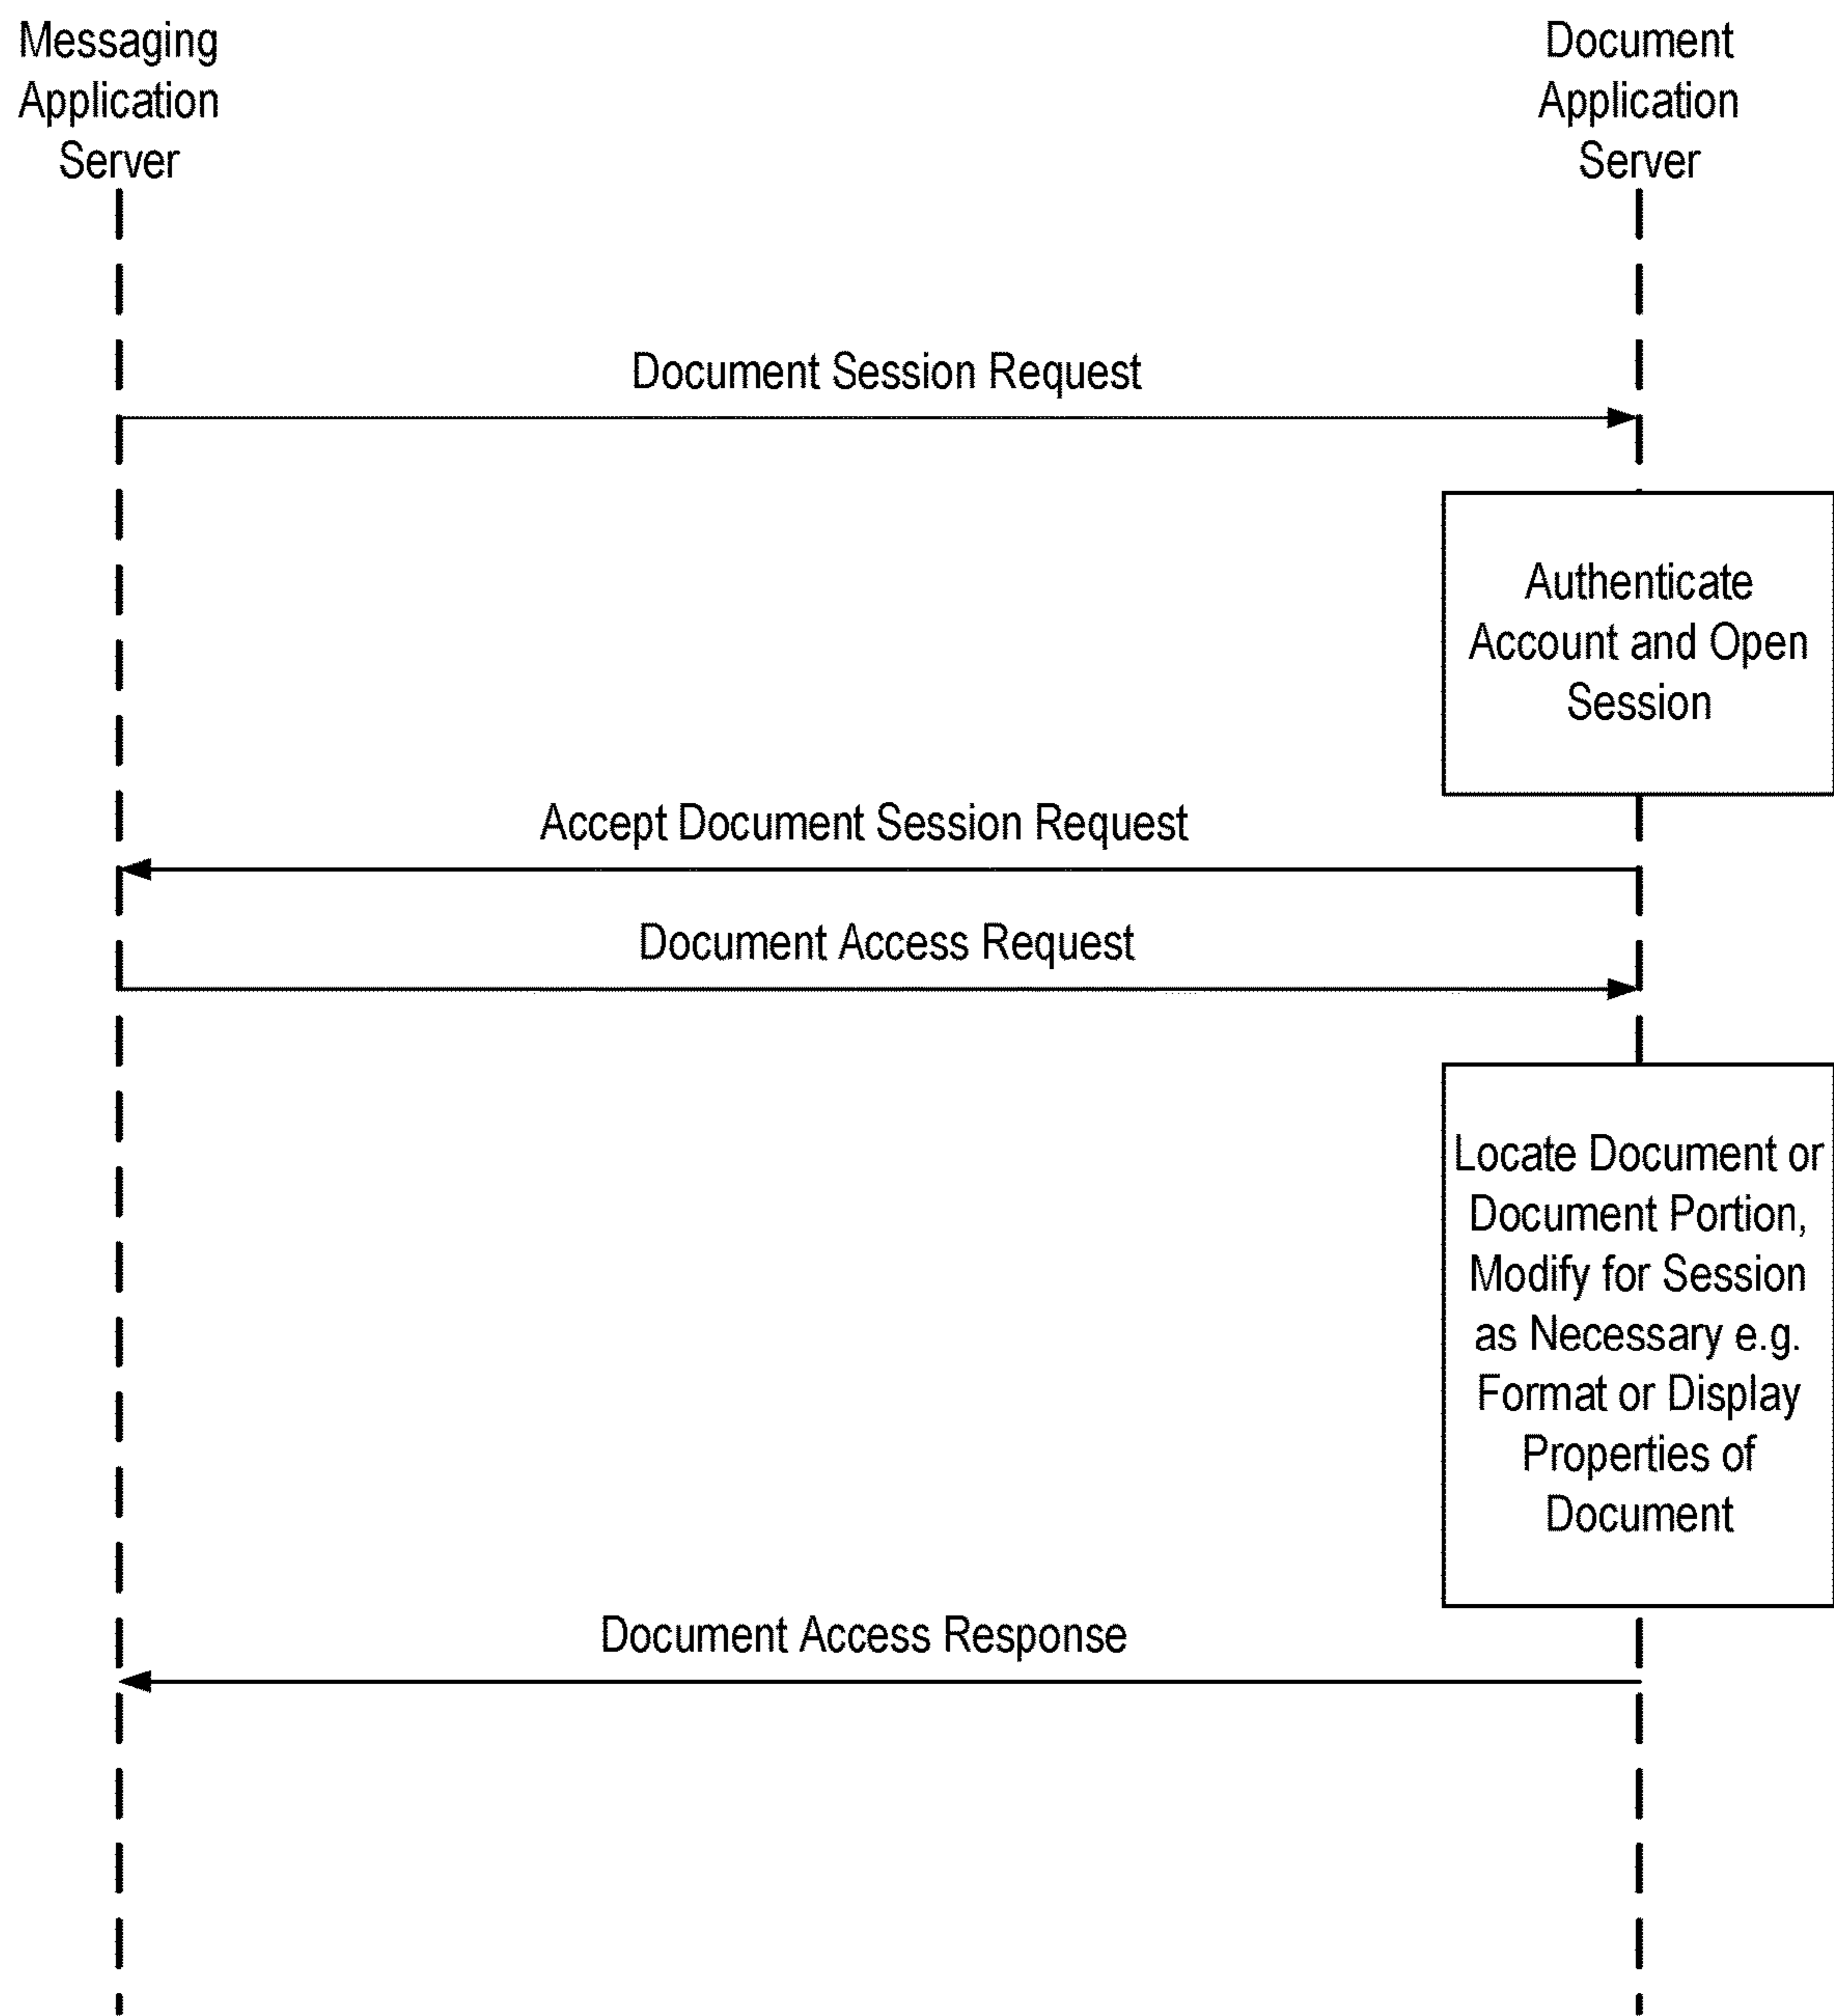 Messaging
Application
Server
Document
Application
Server
Document Session Request
Authenticate
Account and Open
Session
Accept Document Session Request
Document Access Request
Locate Document or
Document Portion,
Modify for Session
as Necessary e.g.
Format or Display
Properties of
Document
Document Access Response